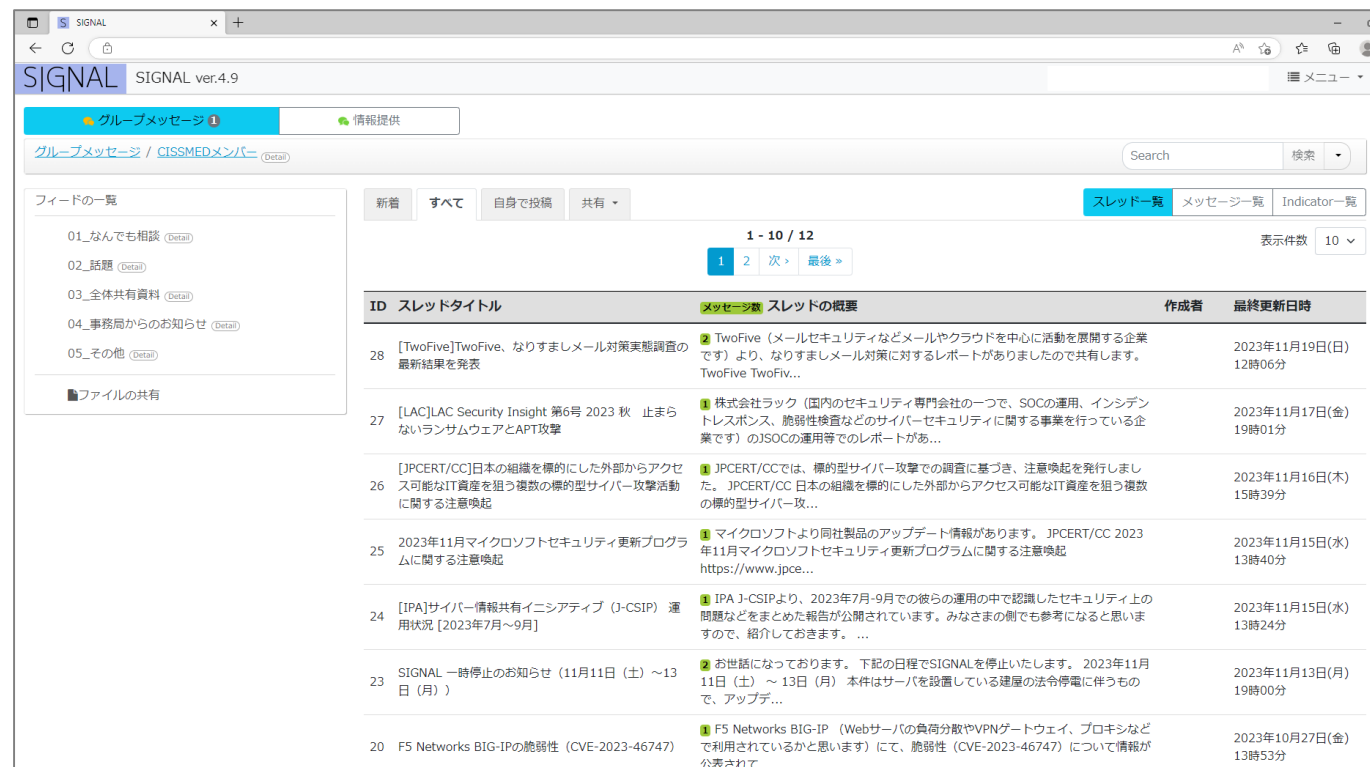 SIGNAL
SIGNAL SIGNAL ver.4.9 メニュー
グループメッセージ 1 情報提供
グループメッセージ / CISSMEDメンバー Detail Search 検索
フィードの一覧
01_なんでも相談 Detail
02_話題 Detail
03_全体共有資料 Detail
04_事務局からのお知らせ Detail
05_その他 Detail
ファイルの共有
新着 すべて 自身で投稿 共有 スレッド一覧 メッセージ一覧 Indicator一覧
1 - 10 / 12
表示件数 10
1 2 次 › 最後 »
ID スレッドタイトル メッセージ数 スレッドの概要 作成者 最終更新日時
28
[TwoFive]TwoFive、なりすましメール対策実態調査の
最新結果を発表
2 TwoFive（メールセキュリティなどメールやクラウドを中心に活動を展開する企業
です）より、なりすましメール対策に対するレポートがありましたので共有します。
TwoFive TwoFiv...
2023年11月19日(日)
12時06分
27
[LAC]LAC Security Insight 第6号 2023 秋　止まら
ないランサムウェアとAPT攻撃
1 株式会社ラック（国内のセキュリティ専門会社の一つで、SOCの運用、インシデン
トレスポンス、脆弱性検査などのサイバーセキュリティに関する事業を行っている企
業です）のJSOCの運用等でのレポートがあ...
2023年11月17日(金)
19時01分
26
[JPCERT/CC]日本の組織を標的にした外部からアクセ
ス可能なIT資産を狙う複数の標的型サイバー攻撃活動
に関する注意喚起
1 JPCERT/CCでは、標的型サイバー攻撃での調査に基づき、注意喚起を発行しまし
た。 JPCERT/CC 日本の組織を標的にした外部からアクセス可能なIT資産を狙う複数
の標的型サイバー攻...
2023年11月16日(木)
15時39分
25
2023年11月マイクロソフトセキュリティ更新プログラ
ムに関する注意喚起
1 マイクロソフトより同社製品のアップデート情報があります。 JPCERT/CC 2023
年11月マイクロソフトセキュリティ更新プログラムに関する注意喚起
https://www.jpce...
2023年11月15日(水)
13時40分
24
[IPA]サイバー情報共有イニシアティブ（J-CSIP） 運
用状況 [2023年7月～9月]
1 IPA J-CSIPより、2023年7月-9月での彼らの運用の中で認識したセキュリティ上の
問題などをまとめた報告が公開されています。みなさまの側でも参考になると思いま
すので、紹介しておきます。 ...
2023年11月15日(水)
13時24分
23
SIGNAL 一時停止のお知らせ（11月11日（土）～13
日（月））
2 お世話になっております。 下記の日程でSIGNALを停止いたします。 2023年11月
11日（土） ～ 13日（月） 本件はサーバを設置している建屋の法令停電に伴うもの
で、アップデ...
2023年11月13日(月)
19時00分
20
F5 Networks BIG-IPの脆弱性（CVE-2023-46747）
1 F5 Networks BIG-IP （Webサーバの負荷分散やVPNゲートウェイ、プロキシなど
で利用されているかと思います）にて、脆弱性（CVE-2023-46747）について情報が
公表されて
2023年10月27日(金)
13時53分